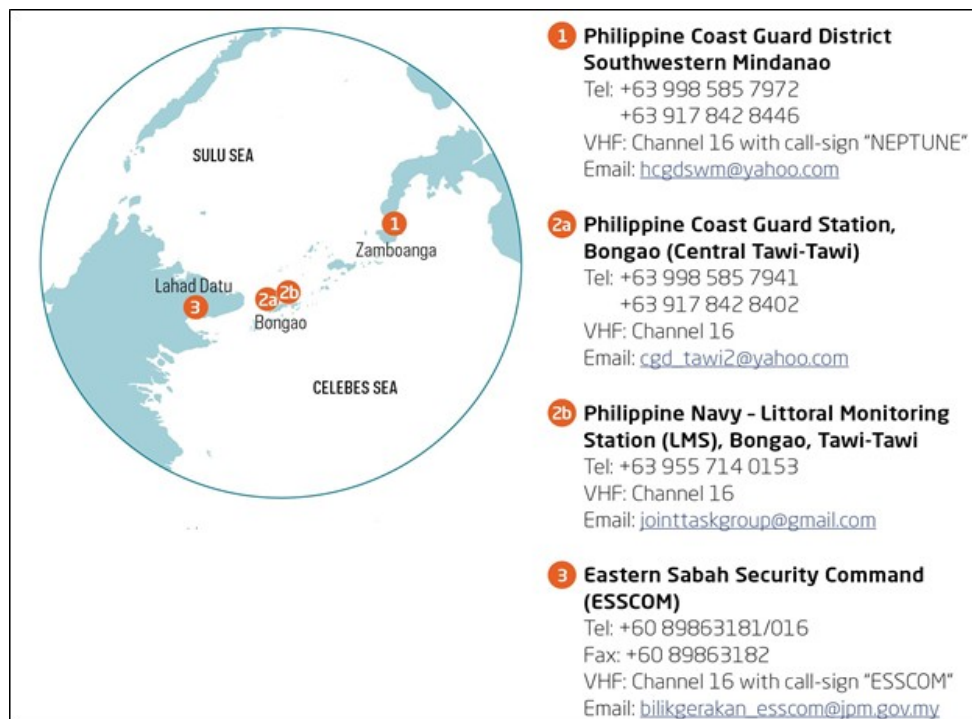 SULU SEA
1
Zamboanga
Lahad Datu
3
2a
2b
Bongao
CELEBES SEA
1 Philippine Coast Guard District
Southwestern Mindanao
Tel: +63 998 585 7972
+63 917 842 8446
VHF: Channel 16 with call-sign "NEPTUNE"
Email: hcgdswm@yahoo.com
2a Philippine Coast Guard Station,
Bongao (Central Tawi-Tawi)
Tel: +63 998 585 7941
+63 917 842 8402
VHF: Channel 16
Email: cgd_tawi2@yahoo.com
2b Philippine Navy – Littoral Monitoring
Station (LMS), Bongao, Tawi-Tawi
Tel: +63 955 714 0153
VHF: Channel 16
Email: jointtaskgroup@gmail.com
3 Eastern Sabah Security Command
(ESSCOM)
Tel: +60 89863181/016
Fax: +60 89863182
VHF: Channel 16 with call-sign "ESSCOM"
Email: bilikgerakan_esscom@jpm.gov.my